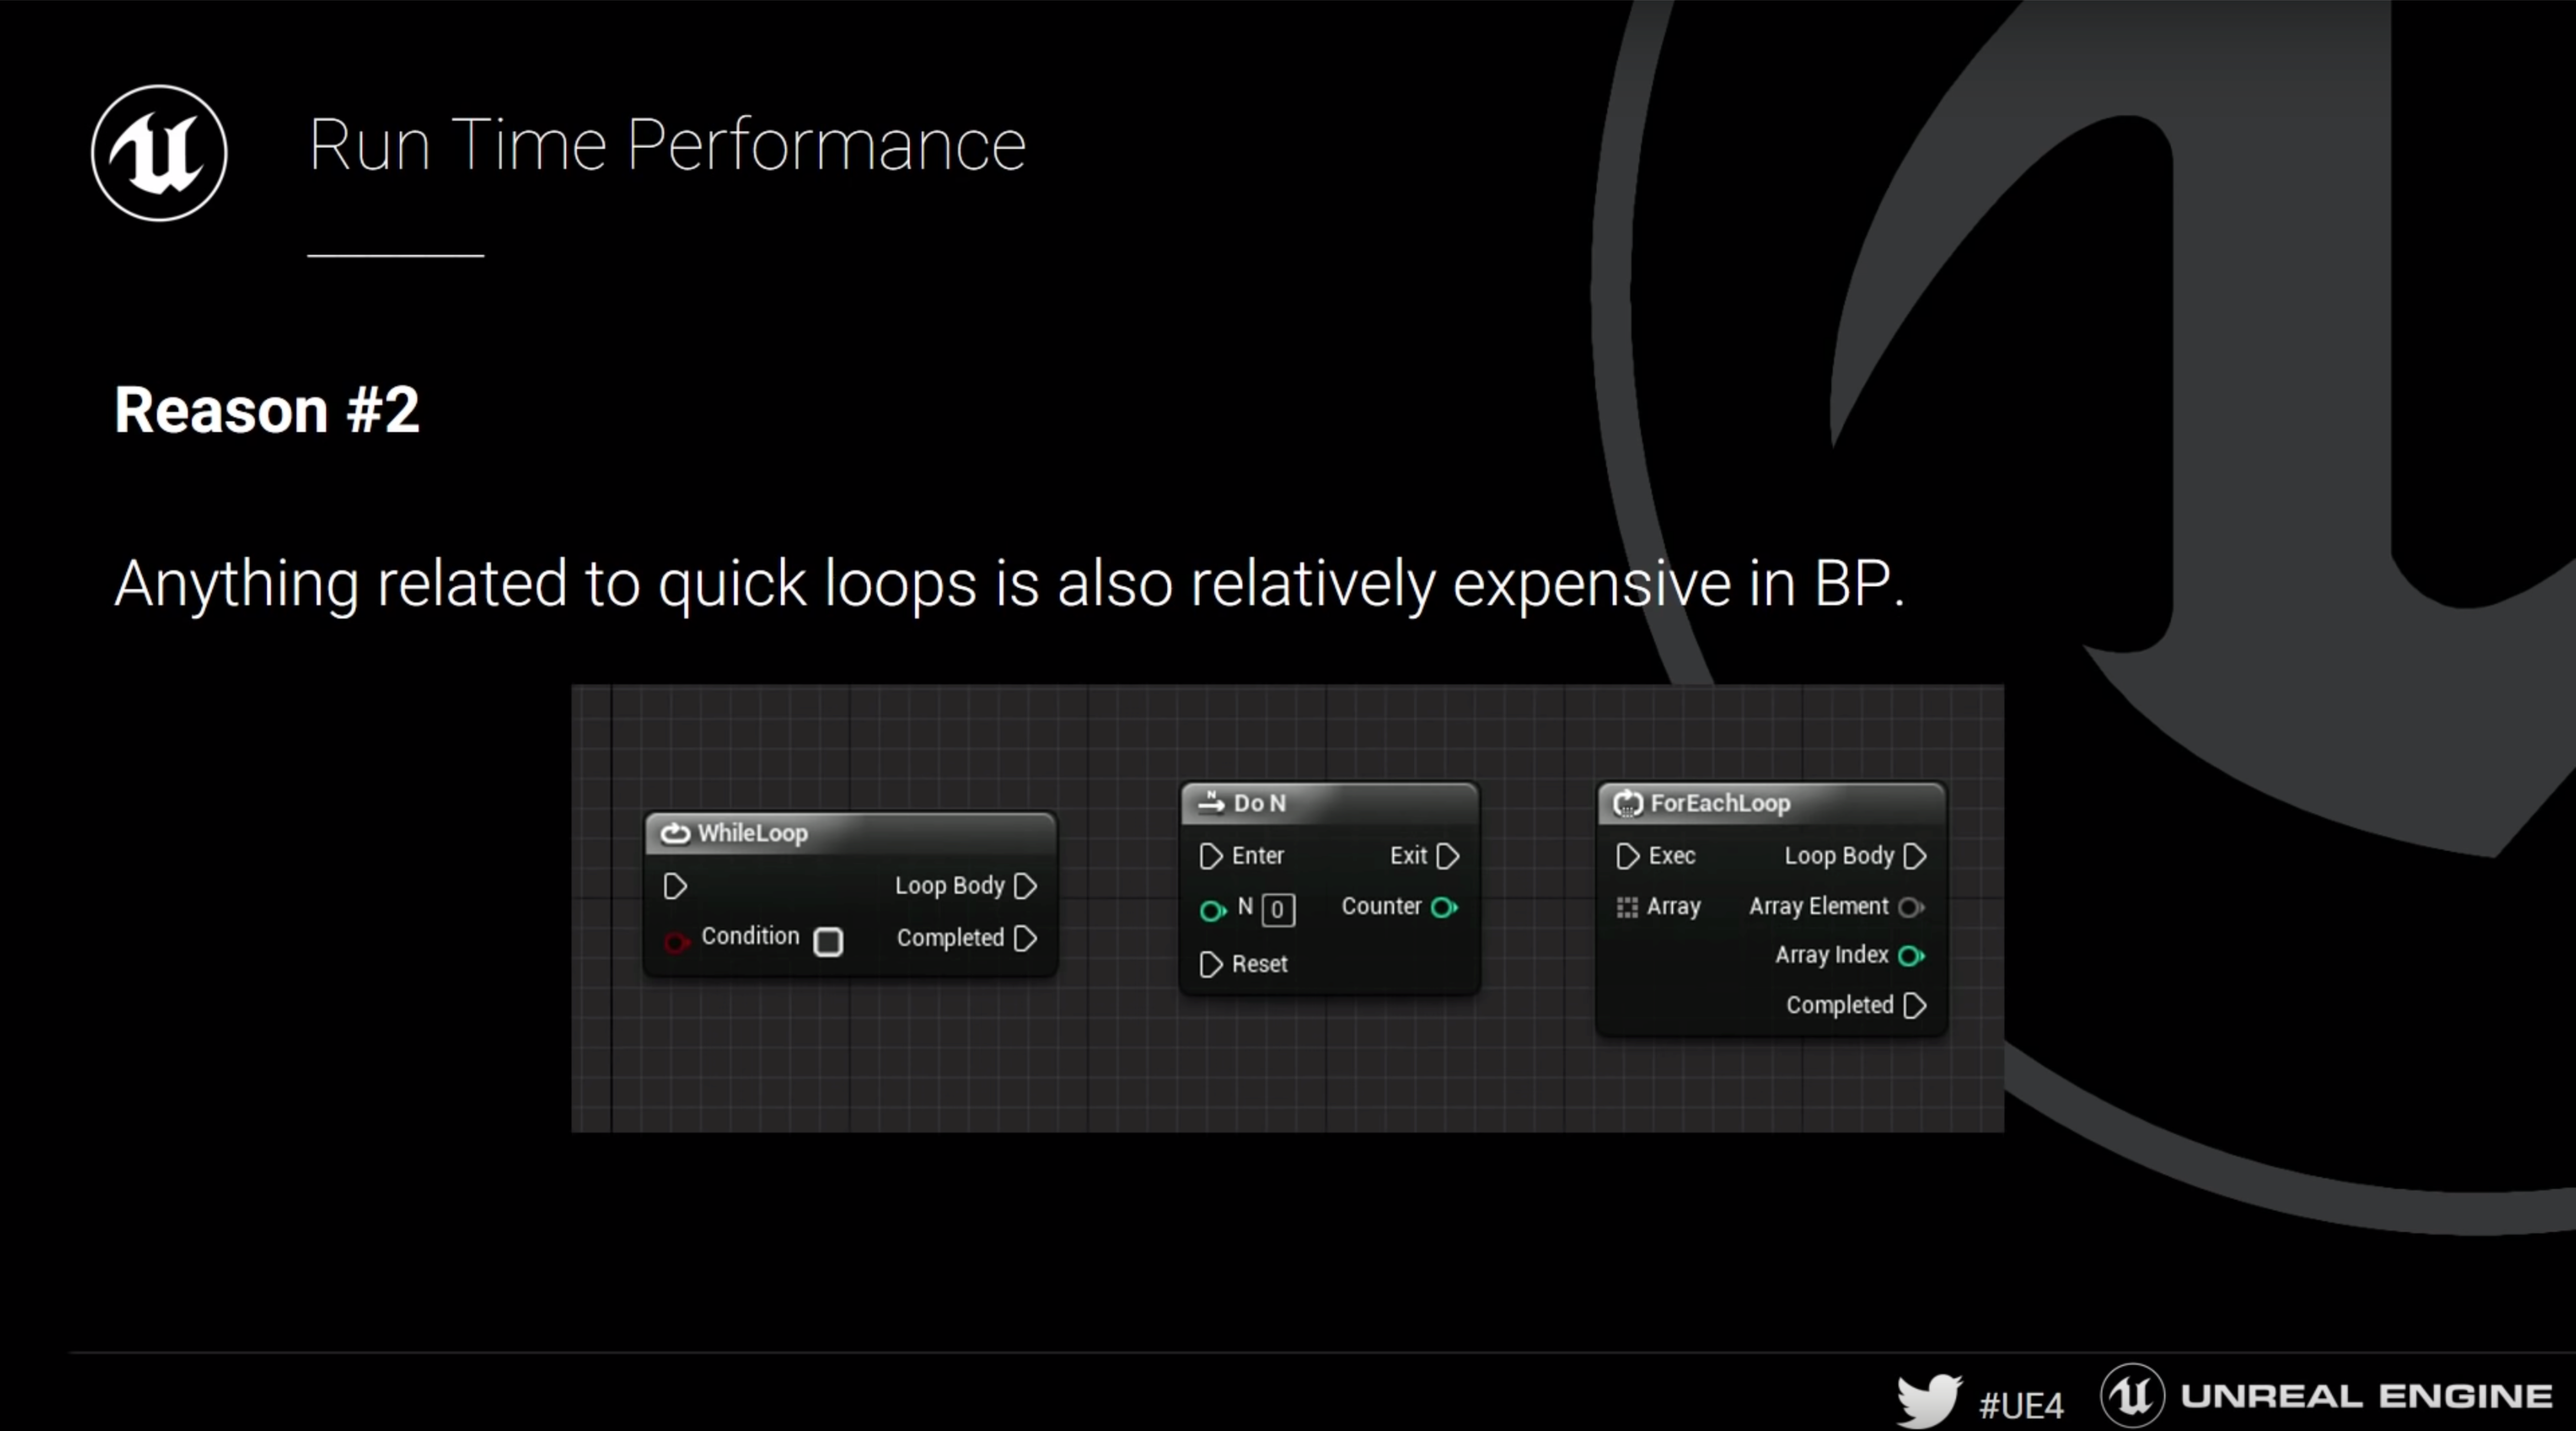 Run Time Performance
Reason #2
Anything related to quick loops is also relatively expensive in BP.
WhileLoop
Loop Body
Condition
Completed
N
Do N
Enter
Exit
N 0
Counter
Reset
ForEachLoop
Exec
Loop Body
Array
Array Element
Array Index
Completed
#UE4
UNREAL ENGINE